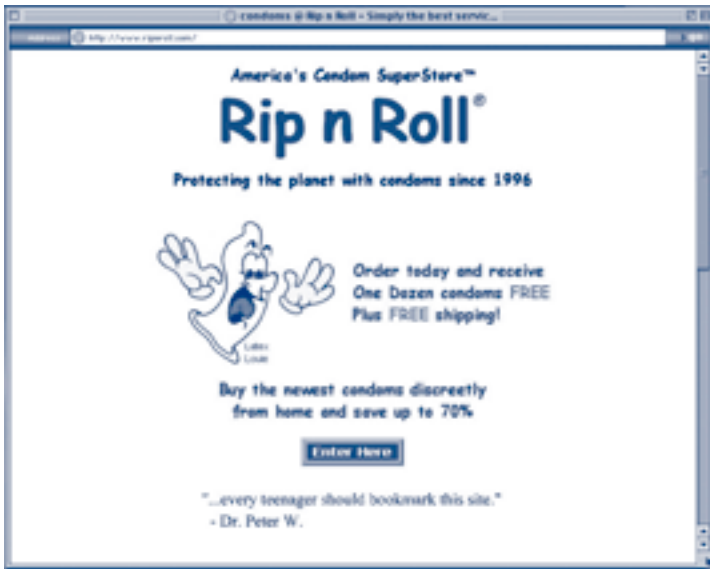 condoms @ Rip n Roll - Simply the best servic...
http://www.ripnroll.com/
America's Condom SuperStore™
Rip n Roll®
Protecting the planet with condoms since 1996
Order today and receive
One Dozen condoms FREE
Plus FREE shipping!
Latex
Louie
Buy the newest condoms discreetly
from home and save up to 70%
Enter Here
"...every teenager should bookmark this site."
- Dr. Peter W.